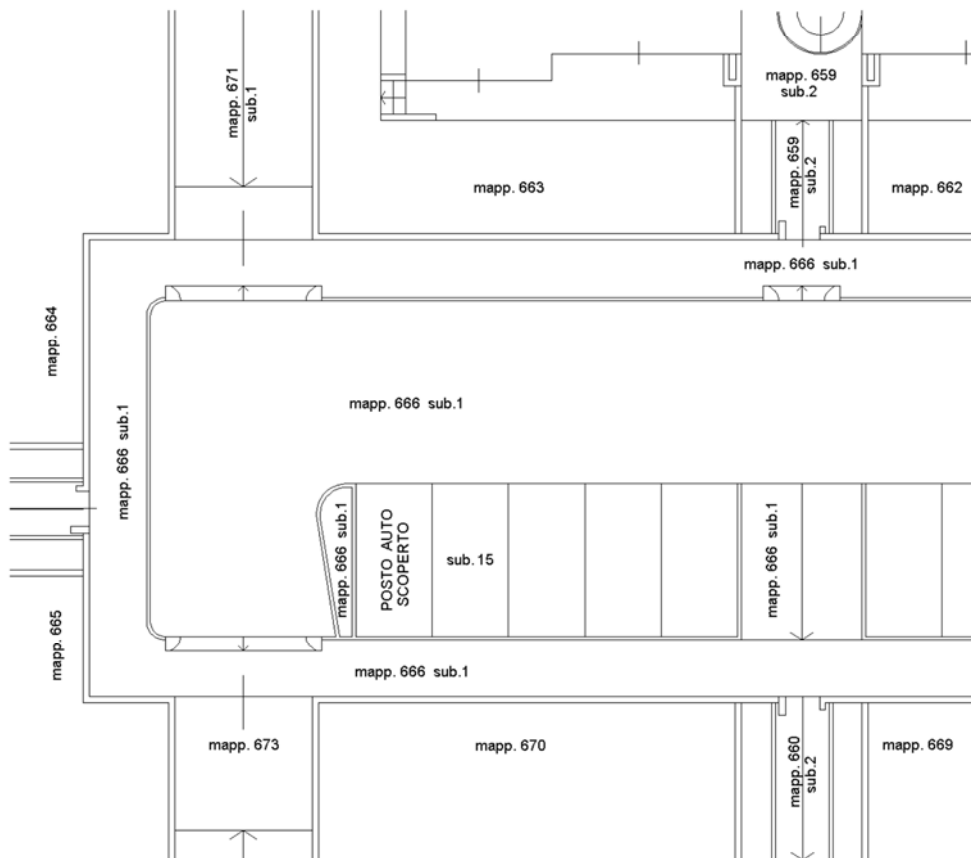 mapp. 671
sub.1
mapp. 659
sub.2
mapp. 659
sub.2
mapp. 663
mapp. 662
mapp. 666 sub.1
mapp. 664
mapp. 666 sub.1
mapp. 666 sub.1
mapp. 666 sub.1
POSTO AUTO
SCOPERTO
sub. 15
mapp. 666 sub.1
mapp. 665
mapp. 666 sub.1
mapp. 673
mapp. 670
mapp. 660
sub.2
mapp. 669